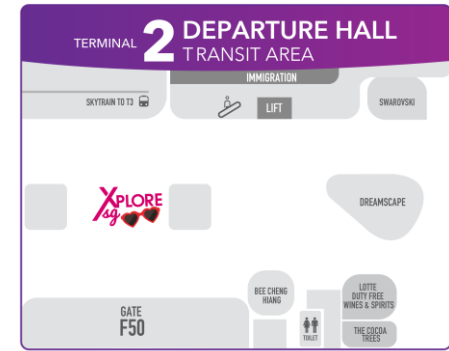 TERMINAL 2 DEPARTURE HALL
TRANSIT AREA
IMMIGRATION
SKYTRAIN TO T3
LIFT
SWAROVSKI
XPLORE
sg
DREAMSCAPE
BEE CHENG
HIANG
LOTTE
DUTY FREE
WINES & SPIRITS
GATE
F50
TOILET
THE COCOA
TREES